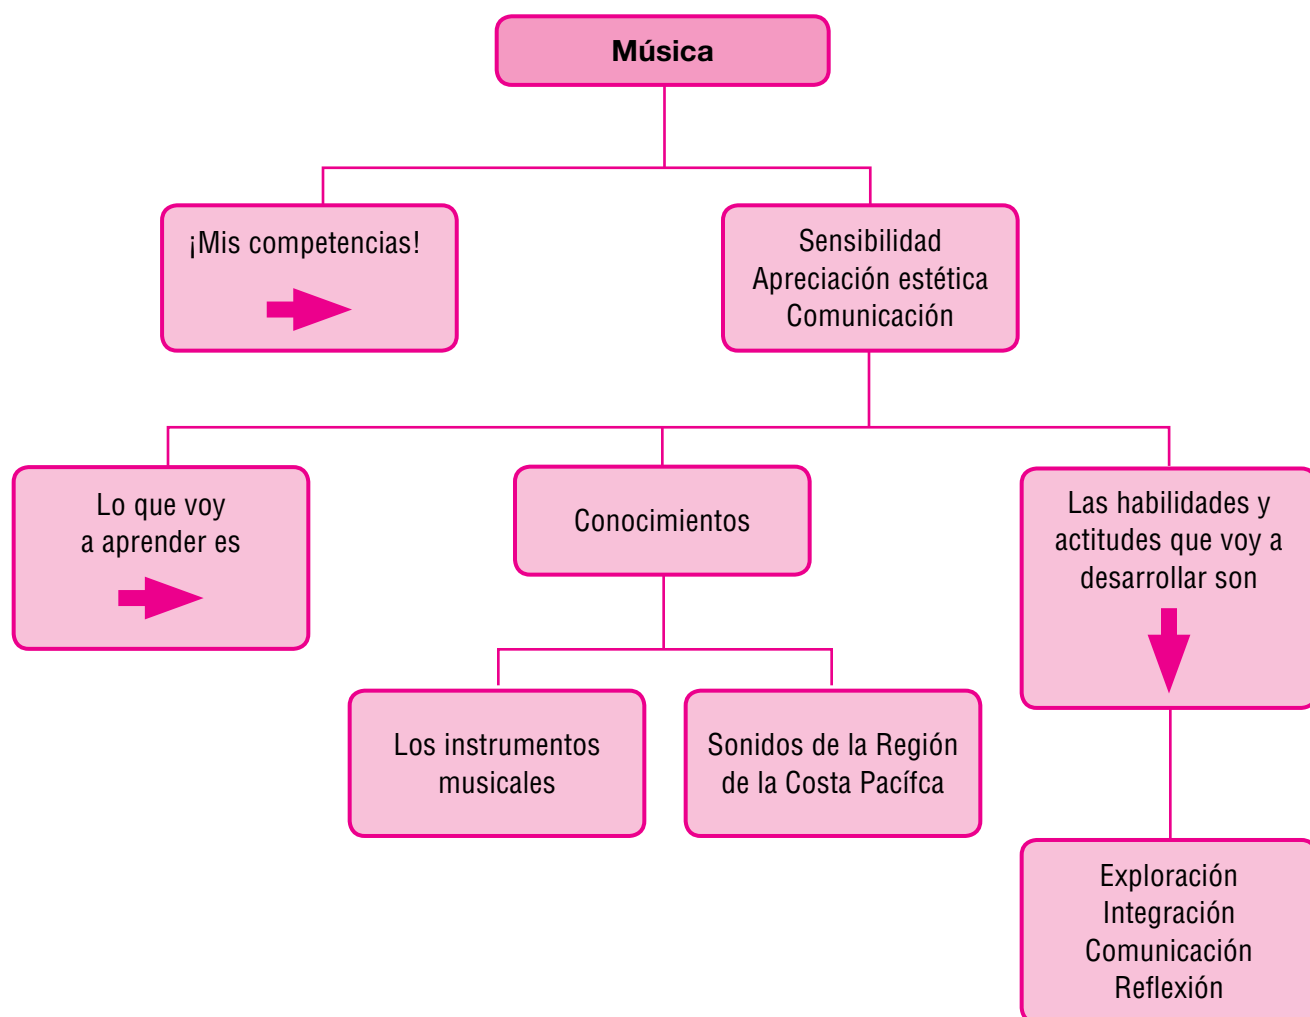 Música
¡Mis competencias!
Sensibilidad
Apreciación estética
Comunicación
Lo que voy
a aprender es
Conocimientos
Las habilidades y
actitudes que voy a
desarrollar son
Los instrumentos
musicales
Sonidos de la Región
de la Costa Pacífca
Exploración
Integración
Comunicación
Reflexión